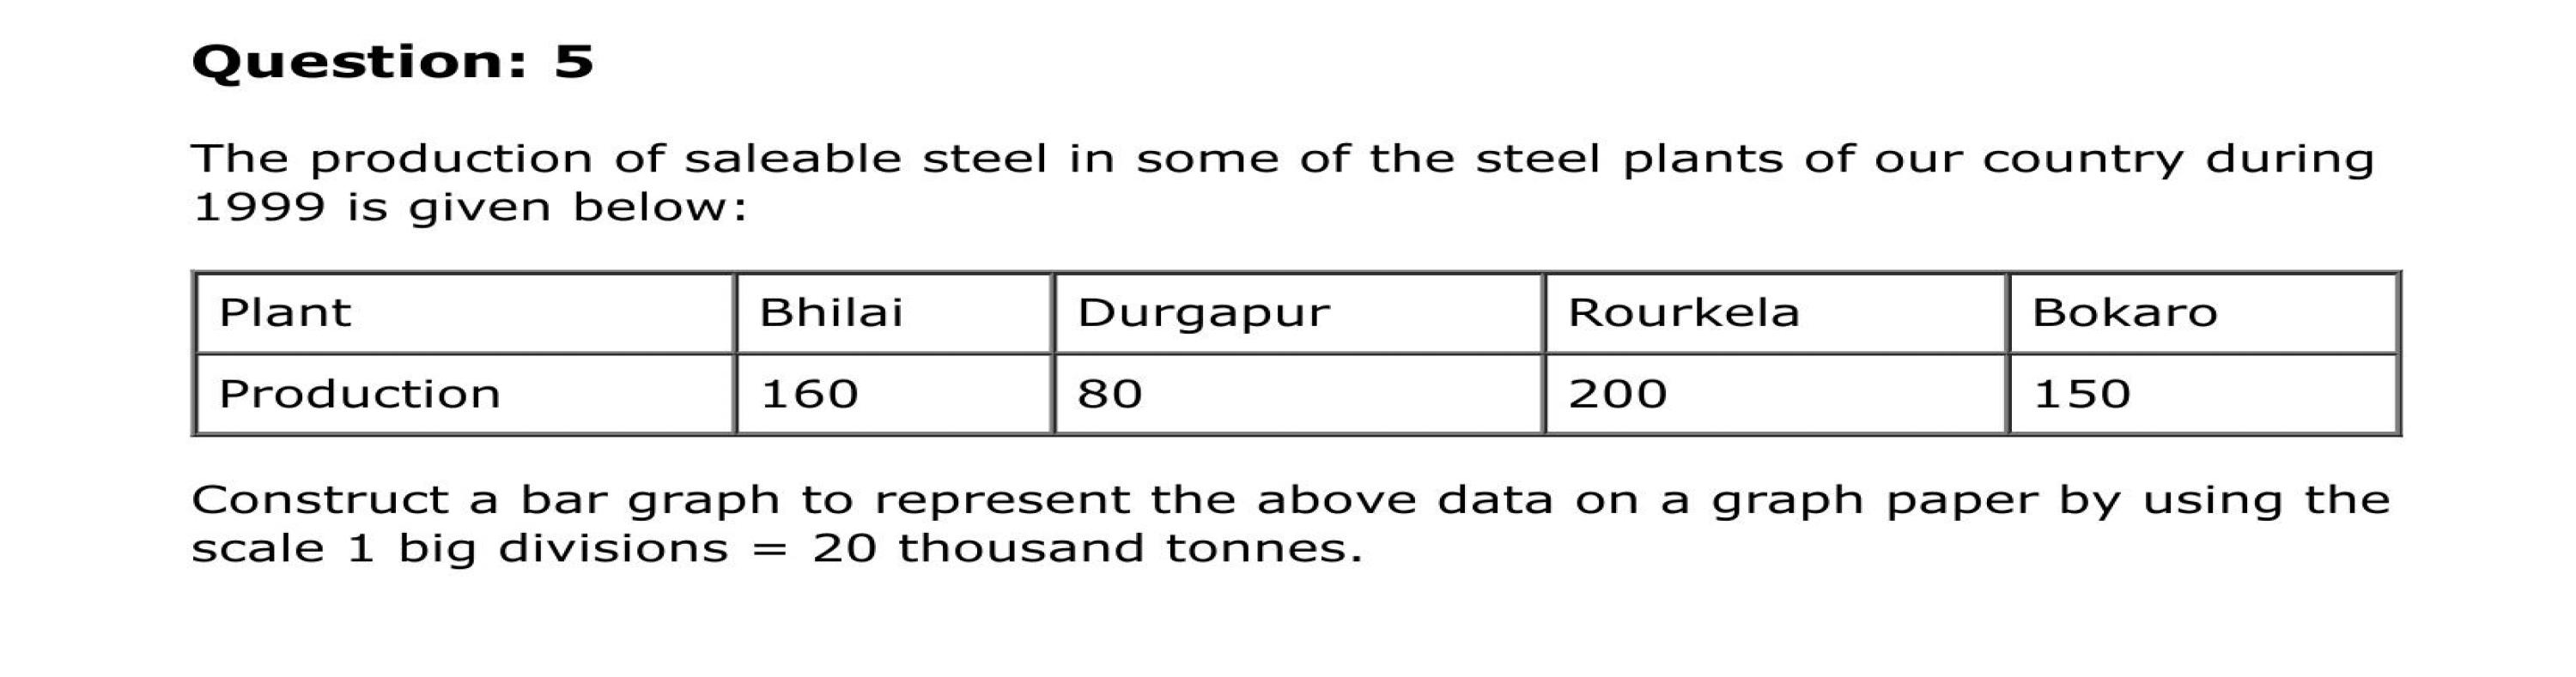 Question: 5
The production of saleable steel in some of the steel plants of our country during
1999 is given below:
Plant Bhilai Durgapur Rourkela Bokaro
Production 160 80 200 150
Construct a bar graph to represent the above data on a graph paper by using the
scale 1 big divisions = 20 thousand tonnes.